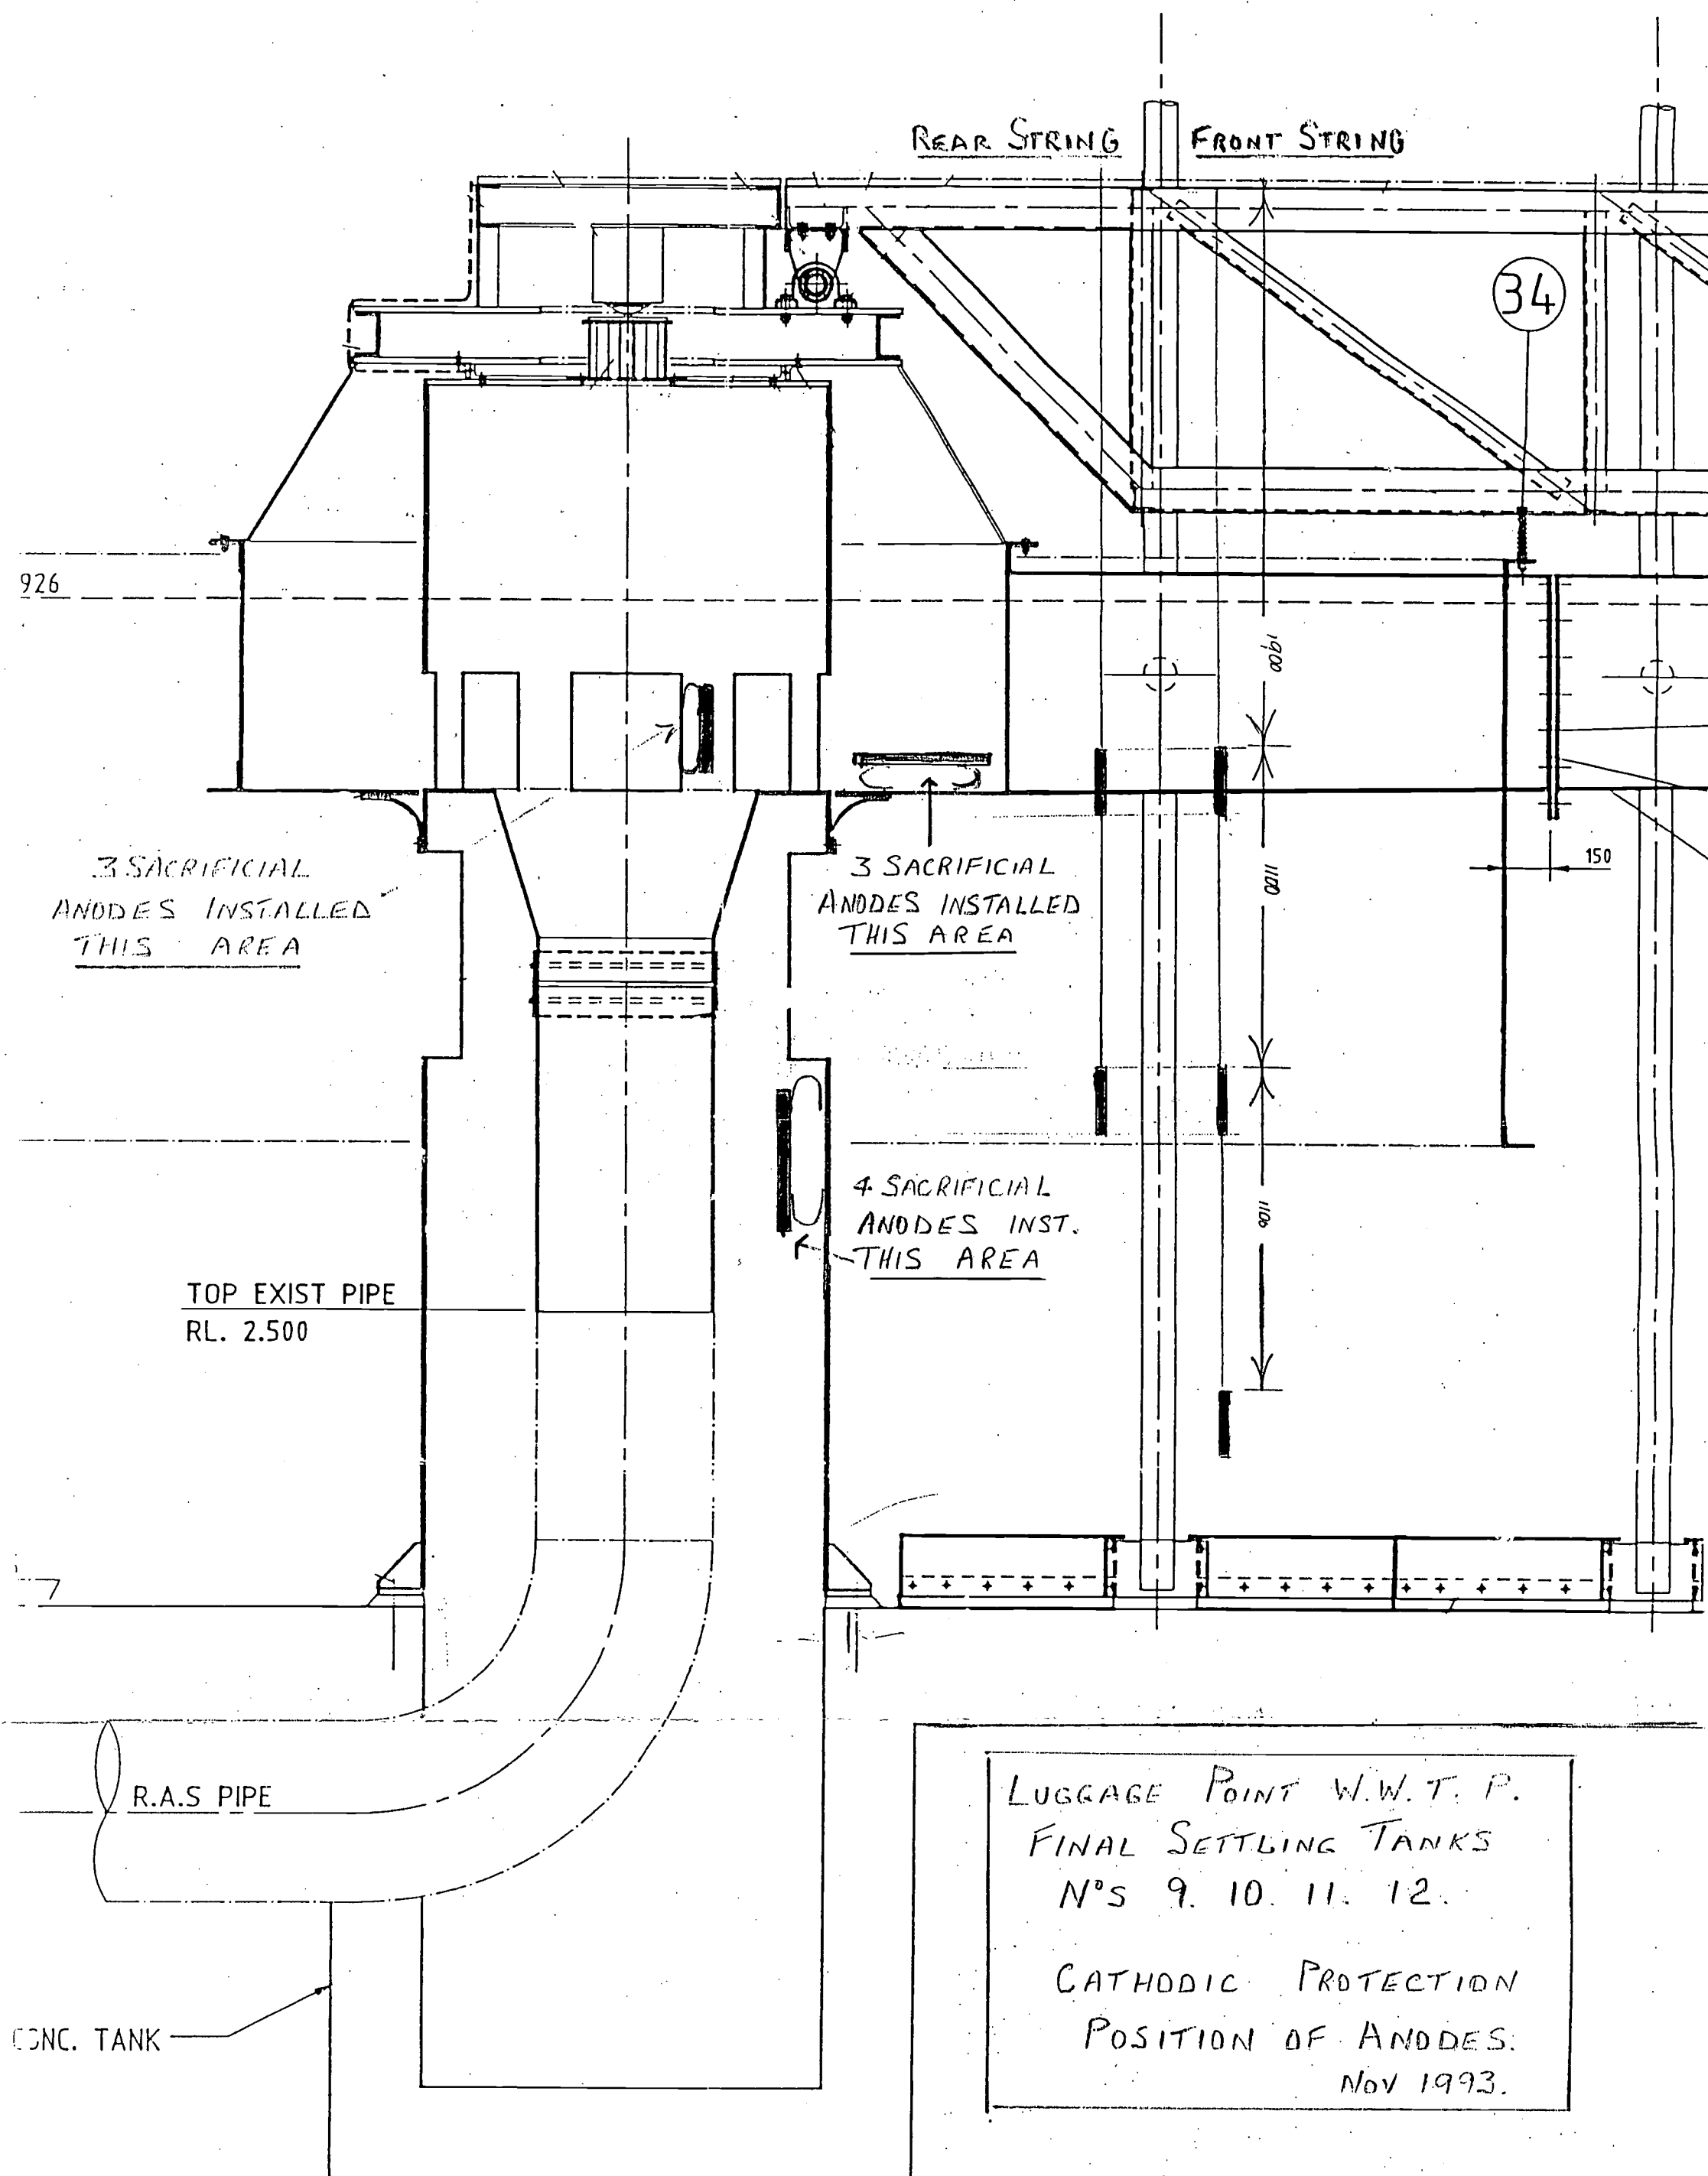 REAR STRING FRONT STRING
34
926
1900
3 SACRIFICIAL
ANODES INSTALLED
THIS AREA
3 SACRIFICIAL
ANODES INSTALLED
THIS AREA
1100
150
4 SACRIFICIAL
ANODES INST.
THIS AREA
1100
TOP EXIST PIPE
RL. 2.500
R.A.S PIPE
CONC. TANK
LUGGAGE POINT W.W.T.P.
FINAL SETTLING TANKS
N°S 9. 10. 11. 12.
CATHODIC PROTECTION
POSITION OF ANODES.
NOV 1993.